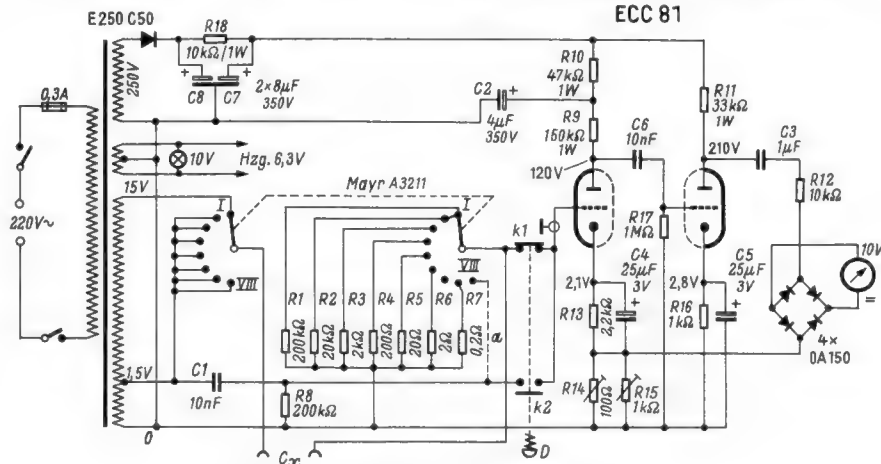 ECC 81
E250 C50
R18
10kΩ/1W
250V
0,3A
C8
C7
2×8μF
350V
C2
4μF
350V
R10
47kΩ
1W
R9
150kΩ
1W
C6
10nF
R11
33kΩ
1W
C3
1μF
120V
210V
R12
10kΩ
10V
Hzg. 6,3V
15V
Mayr A3211
I
I
k1
R17
1MΩ
10V
=
220V~
VIII
VIII
C4
25μF
3V
C5
25μF
3V
2,1V
2,8V
R1
200kΩ
R2
20kΩ
R3
2kΩ
R4
200Ω
R5
20Ω
R6
2Ω
R7
0,2Ω
a
R13
2,2kΩ
R16
1kΩ
4×
OA150
1,5V
C1
10nF
R8
200kΩ
k2
R14
100Ω
R15
1kΩ
0
Cx
D